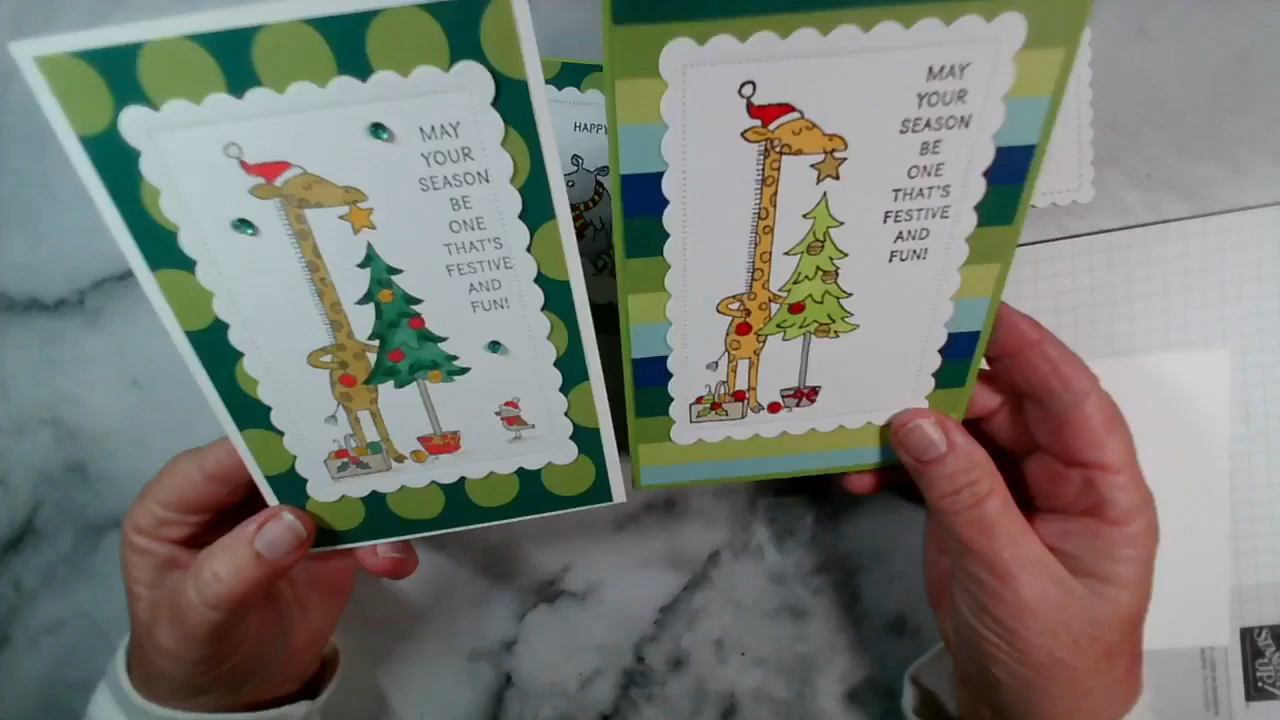 MAY
YOUR
SEASON
BE
ONE
THAT'S
FESTIVE
AND
FUN!
HAPPY
MAY
YOUR
SEASON
BE
ONE
THAT'S
FESTIVE
AND
FUN!